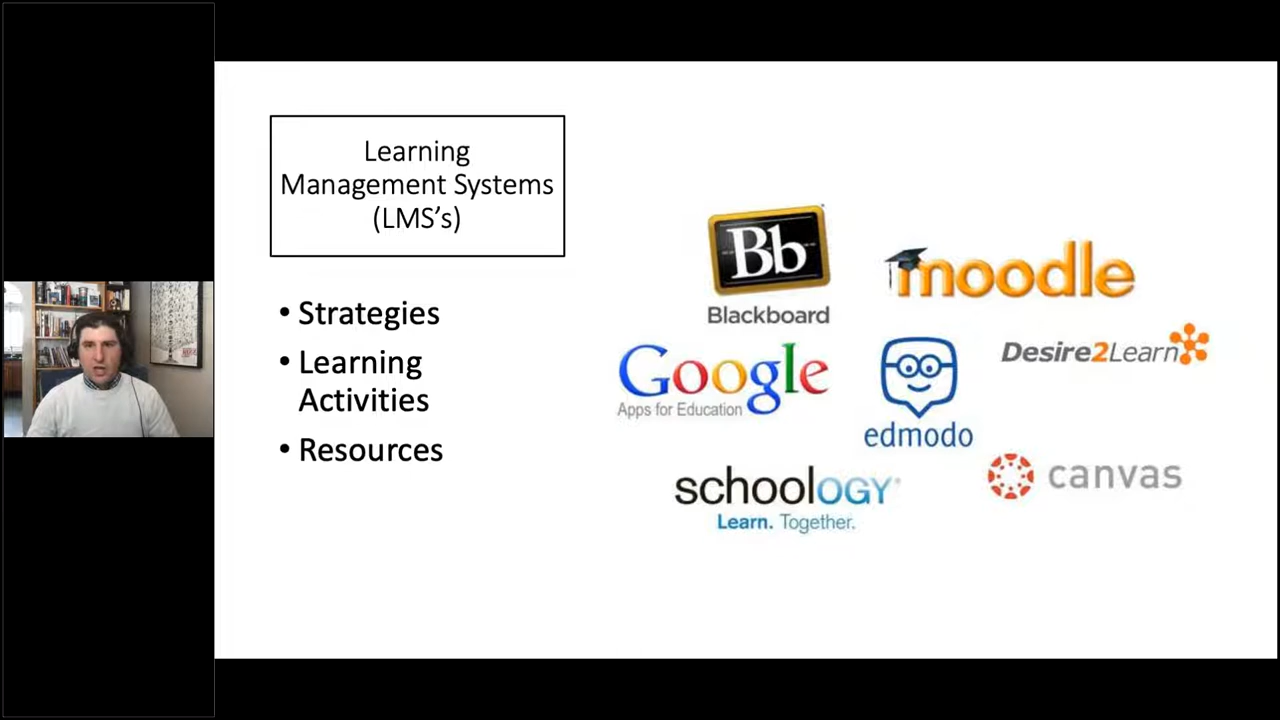 Learning
Management Systems
(LMS’s)
• Strategies
• Learning
Activities
• Resources
Bb
Blackboard
moodle
Google
Apps for Education
edmodo
Desire2Learn
schoology®
Learn. Together.
canvas